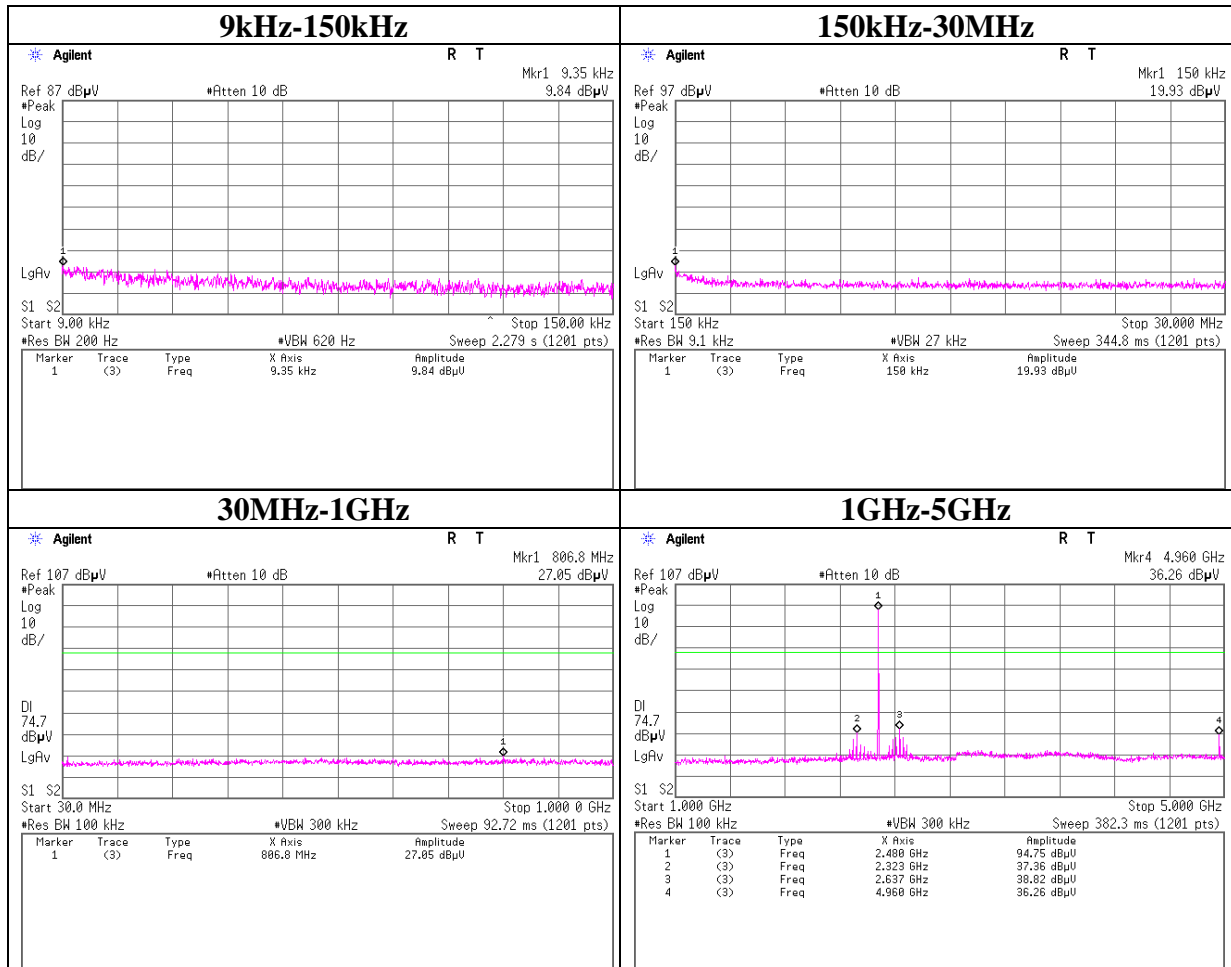 9kHz-150kHz
Agilent R T
Mkr1 9.35 kHz
Ref 87 dBµV #Atten 10 dB 9.84 dBµV
#Peak
Log
10
dB/
1
LgAv
S1 S2
Start 9.00 kHz ^ Stop 150.00 kHz
#Res BW 200 Hz #VBW 620 Hz Sweep 2.279 s (1201 pts)
Marker Trace Type X Axis Amplitude
1 (3) Freq 9.35 kHz 9.84 dBµV
150kHz-30MHz
Agilent R T
Mkr1 150 kHz
Ref 97 dBµV #Atten 10 dB 19.93 dBµV
#Peak
Log
10
dB/
1
LgAv
S1 S2
Start 150 kHz Stop 30.000 MHz
#Res BW 9.1 kHz #VBW 27 kHz Sweep 344.8 ms (1201 pts)
Marker Trace Type X Axis Amplitude
1 (3) Freq 150 kHz 19.93 dBµV
30MHz-1GHz
Agilent R T
Mkr1 806.8 MHz
Ref 107 dBµV #Atten 10 dB 27.05 dBµV
#Peak
Log
10
dB/
DI
74.7
dBµV
1
LgAv
S1 S2
Start 30.0 MHz Stop 1.000 0 GHz
#Res BW 100 kHz #VBW 300 kHz Sweep 92.72 ms (1201 pts)
Marker Trace Type X Axis Amplitude
1 (3) Freq 806.8 MHz 27.05 dBµV
1GHz-5GHz
Agilent R T
Mkr4 4.960 GHz
Ref 107 dBµV #Atten 10 dB 36.26 dBµV
#Peak
1
Log
10
dB/
DI
74.7
2 3 4
dBµV
LgAv
S1 S2
Start 1.000 GHz Stop 5.000 GHz
#Res BW 100 kHz #VBW 300 kHz Sweep 382.3 ms (1201 pts)
Marker Trace Type X Axis Amplitude
1 (3) Freq 2.480 GHz 94.75 dBµV
2 (3) Freq 2.323 GHz 37.36 dBµV
3 (3) Freq 2.637 GHz 38.82 dBµV
4 (3) Freq 4.960 GHz 36.26 dBµV